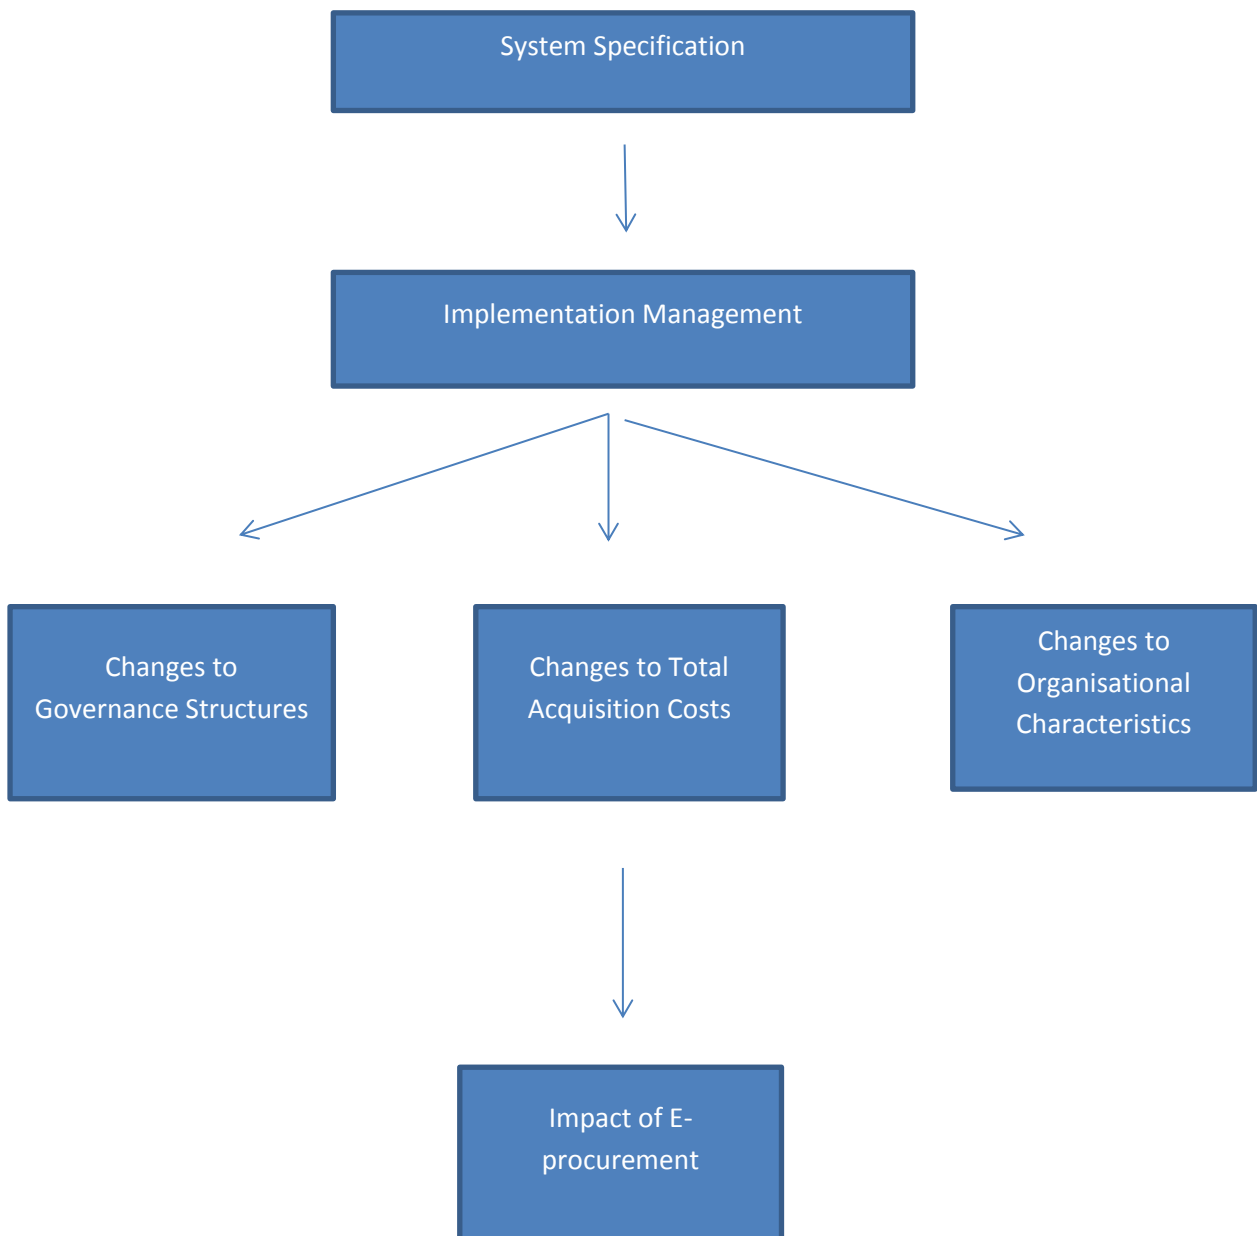 System Specification
Implementation Management
Changes to
Governance Structures
Changes to Total
Acquisition Costs
Changes to
Organisational
Characteristics
Impact of E-
procurement